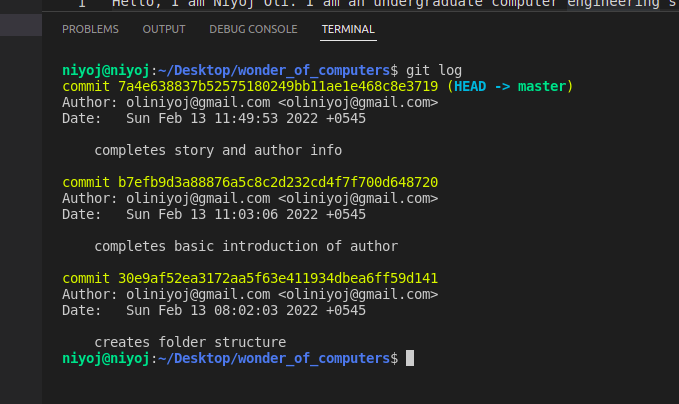 1 Hello, I am Niyoj Oli. I am an undergraduate computer engineering s
PROBLEMS OUTPUT DEBUG CONSOLE TERMINAL
niyoj@niyoj:~/Desktop/wonder_of_computers$ git log
commit 7a4e638837b52575180249bb11ae1e468c8e3719 (HEAD -> master)
Author: oliniyoj@gmail.com <oliniyoj@gmail.com>
Date:   Sun Feb 13 11:49:53 2022 +0545
    completes story and author info
commit b7efb9d3a88876a5c8c2d232cd4f7f700d648720
Author: oliniyoj@gmail.com <oliniyoj@gmail.com>
Date:   Sun Feb 13 11:03:06 2022 +0545
    completes basic introduction of author
commit 30e9af52ea3172aa5f63e411934dbea6ff59d141
Author: oliniyoj@gmail.com <oliniyoj@gmail.com>
Date:   Sun Feb 13 08:02:03 2022 +0545
    creates folder structure
niyoj@niyoj:~/Desktop/wonder_of_computers$